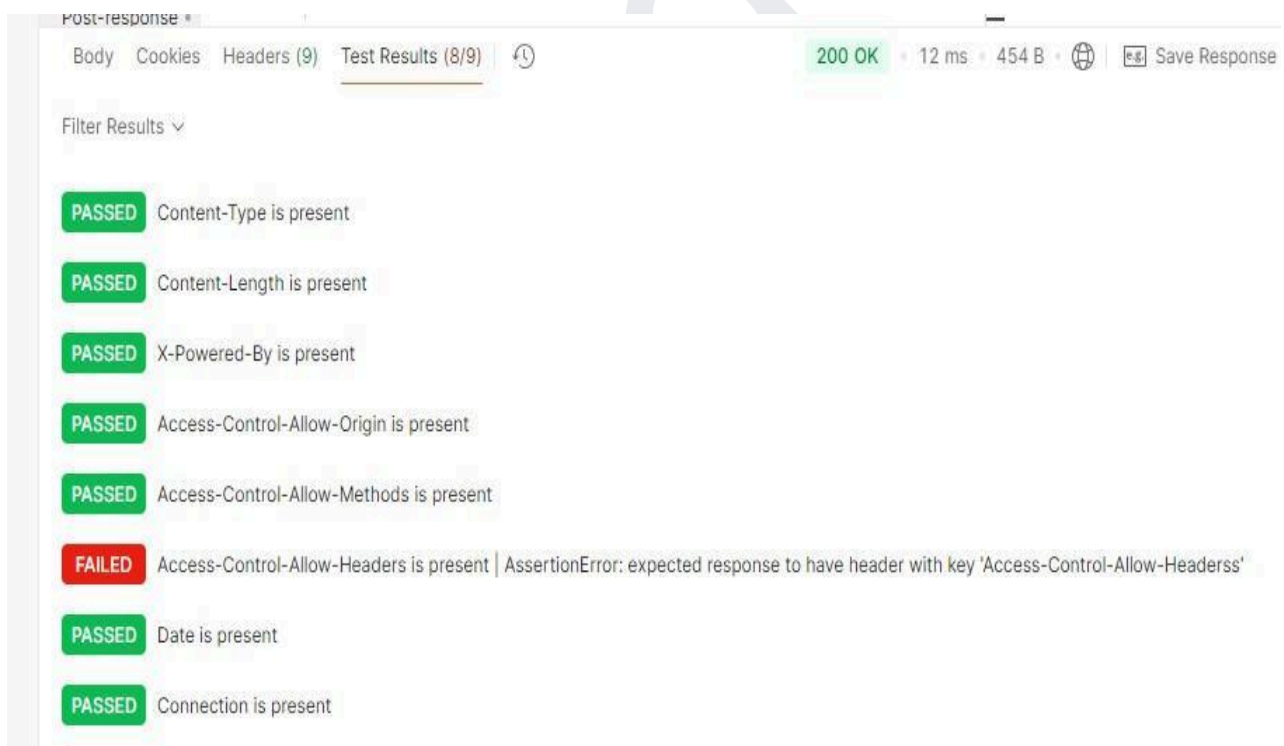 Post-response
Body Cookies Headers (9) Test Results (8/9) 200 OK 12 ms 454 B e.g. Save Response
Filter Results
PASSED Content-Type is present
PASSED Content-Length is present
PASSED X-Powered-By is present
PASSED Access-Control-Allow-Origin is present
PASSED Access-Control-Allow-Methods is present
FAILED Access-Control-Allow-Headers is present | AssertionError: expected response to have header with key 'Access-Control-Allow-Headerss'
PASSED Date is present
PASSED Connection is present